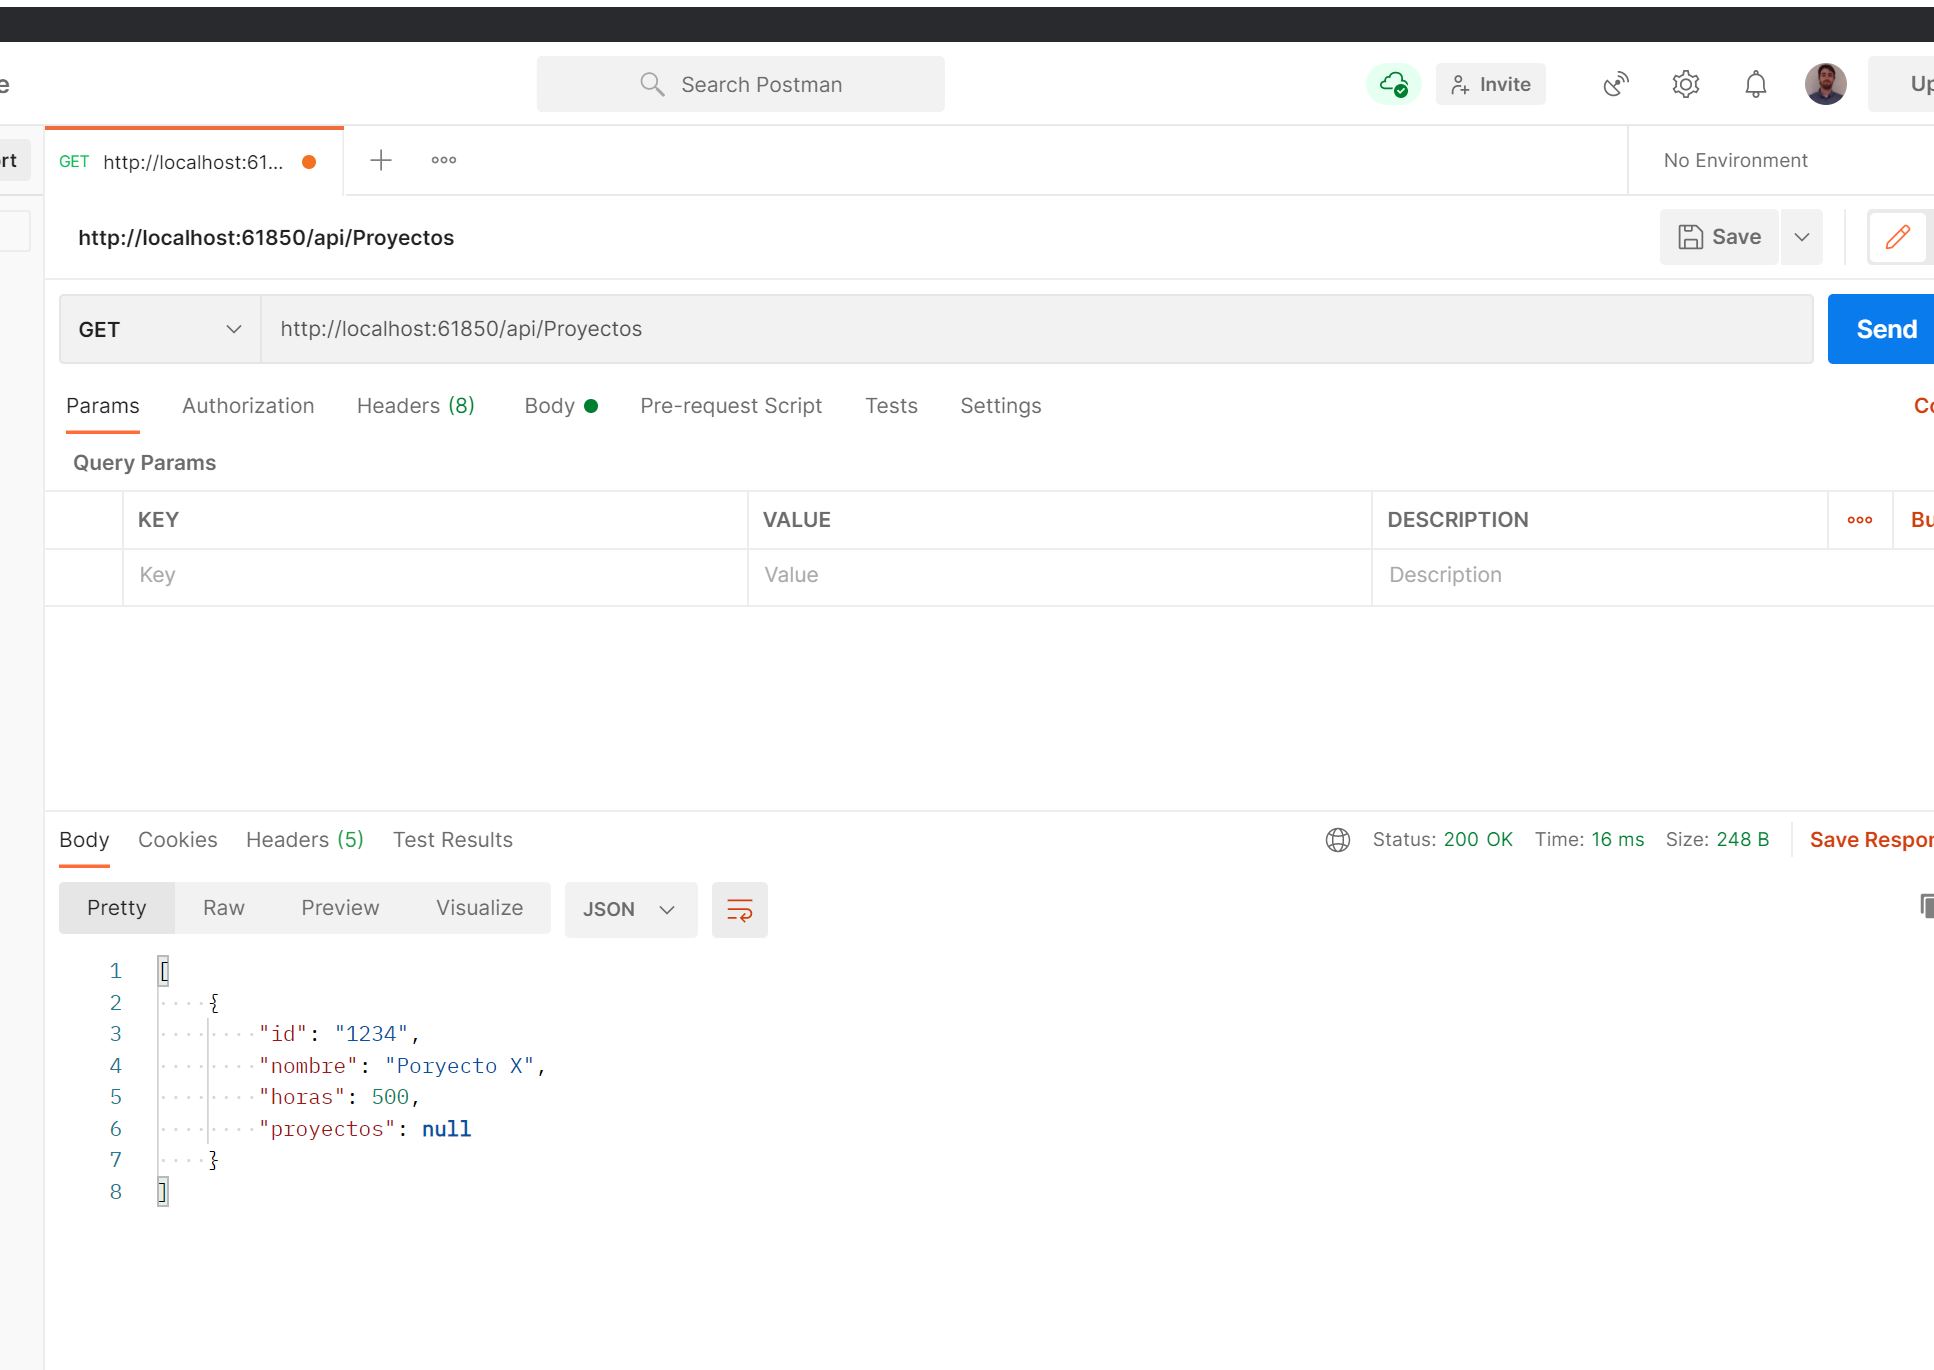 e
Search Postman
Invite
Up
rt
GET http://localhost:61...
No Environment
http://localhost:61850/api/Proyectos
Save
GET http://localhost:61850/api/Proyectos
Send
Params Authorization Headers (8) Body Pre-request Script Tests Settings
Co
Query Params
KEY VALUE DESCRIPTION
Bu
Key Value Description
Body Cookies Headers (5) Test Results
Status: 200 OK Time: 16 ms Size: 248 B
Save Respon
Pretty Raw Preview Visualize JSON
1 [
2 {
3 "id": "1234",
4 "nombre": "Poryecto X",
5 "horas": 500,
6 "proyectos": null
7 }
8 ]